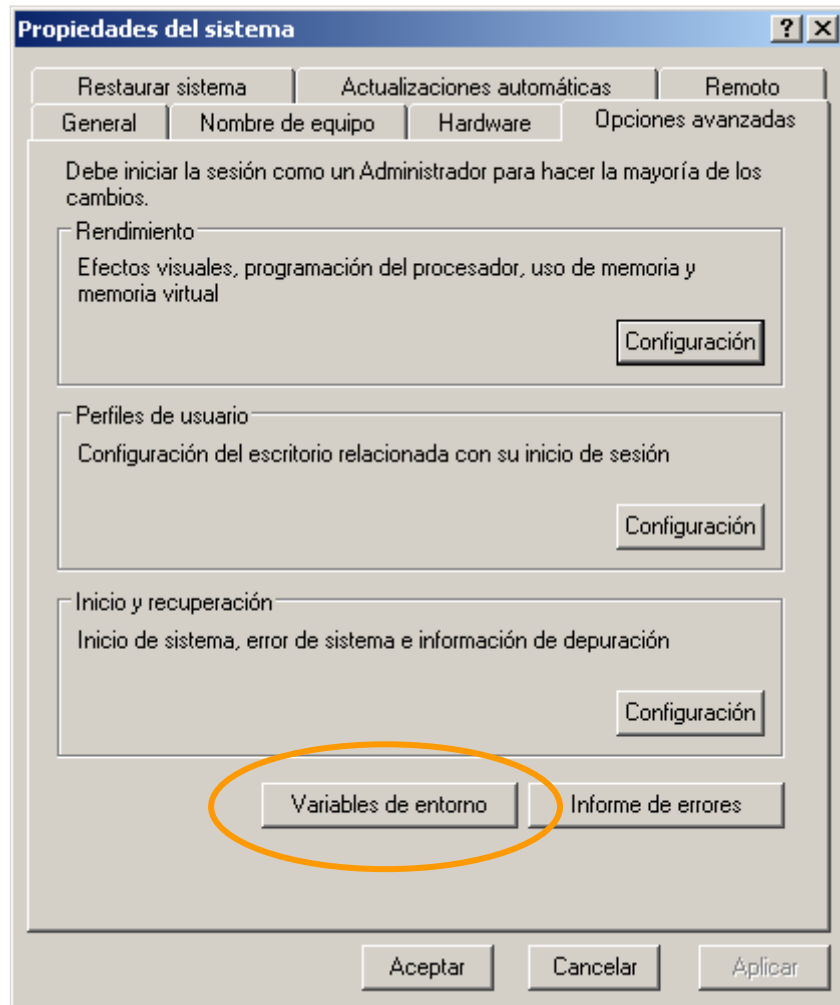 Propiedades del sistema
Restaurar sistema
Actualizaciones automáticas
Remoto
General
Nombre de equipo
Hardware
Opciones avanzadas
Debe iniciar la sesión como un Administrador para hacer la mayoría de los
cambios.
Rendimiento
Efectos visuales, programación del procesador, uso de memoria y
memoria virtual
Configuración
Perfiles de usuario
Configuración del escritorio relacionada con su inicio de sesión
Configuración
Inicio y recuperación
Inicio de sistema, error de sistema e información de depuración
Configuración
Variables de entorno
Informe de errores
Aceptar
Cancelar
Aplicar